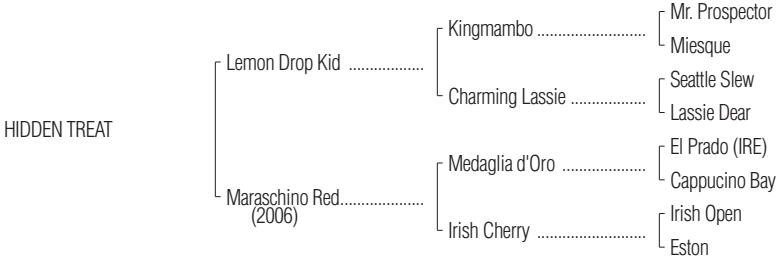 Mr. Prospector
Kingmambo ..........................
Miesque
Lemon Drop Kid ..................
Seattle Slew
Charming Lassie ..................
Lassie Dear
HIDDEN TREAT
El Prado (IRE)
Medaglia d'Oro ....................
Cappucino Bay
Maraschino Red....................
(2006)
Irish Open
Irish Cherry ..........................
Eston